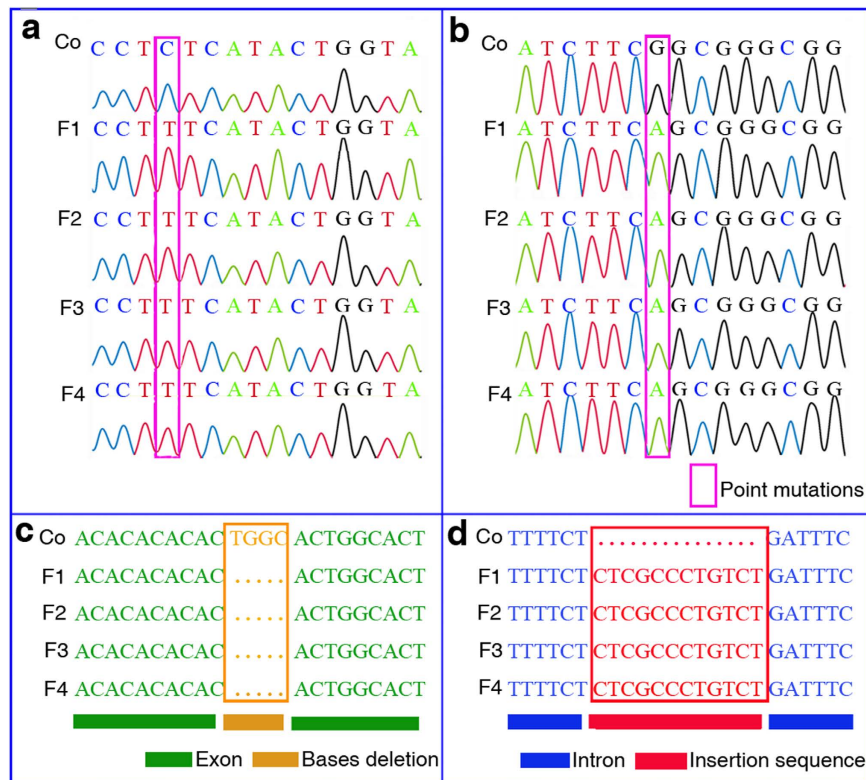 a
Co C C T C T C A T A C T G G T A
F1 C C T T T C A T A C T G G T A
F2 C C T T T C A T A C T G G T A
F3 C C T T T C A T A C T G G T A
F4 C C T T T C A T A C T G G T A
b
Co A T C T T C G G C G G G C G G
F1 A T C T T C A G C G G G C G G
F2 A T C T T C A G C G G G C G G
F3 A T C T T C A G C G G G C G G
F4 A T C T T C A G C G G G C G G
Point mutations
c
Co ACACACACAC TGGC ACTGGCACT
F1 ACACACACAC ..... ACTGGCACT
F2 ACACACACAC ..... ACTGGCACT
F3 ACACACACAC ..... ACTGGCACT
F4 ACACACACAC ..... ACTGGCACT
Exon Bases deletion
d
Co TTTTCT ............... GATTTC
F1 TTTTCT CTCGCCCTGTCT GATTTC
F2 TTTTCT CTCGCCCTGTCT GATTTC
F3 TTTTCT CTCGCCCTGTCT GATTTC
F4 TTTTCT CTCGCCCTGTCT GATTTC
Intron Insertion sequence